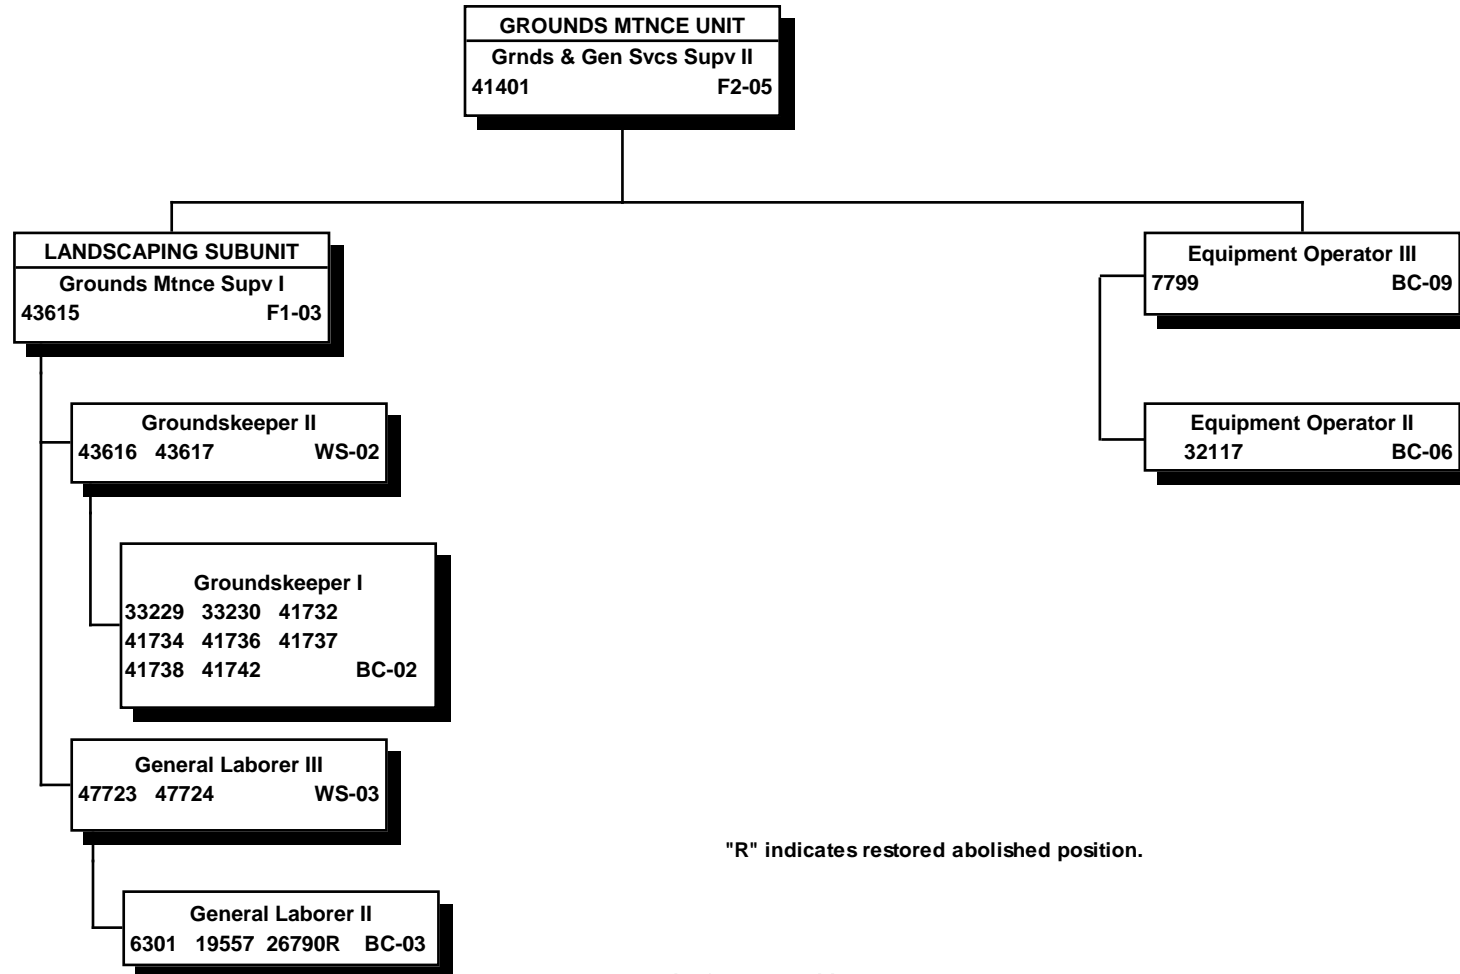 GROUNDS MTNCE UNIT
Grnds & Gen Svcs Supv II
41401 F2-05
LANDSCAPING SUBUNIT
Grounds Mtnce Supv I
43615 F1-03
Groundskeeper II
43616 43617 WS-02
Groundskeeper I
33229 33230 41732
41734 41736 41737
41738 41742 BC-02
General Laborer III
47723 47724 WS-03
General Laborer II
6301 19557 26790R BC-03
Equipment Operator III
7799 BC-09
Equipment Operator II
32117 BC-06
"R" indicates restored abolished position.